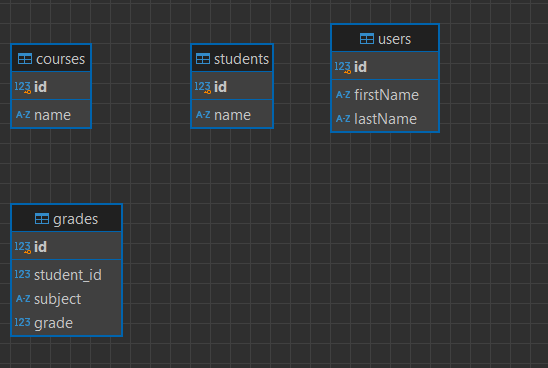 courses
123 id
A-Z name
students
123 id
A-Z name
users
123 id
A-Z firstName
A-Z lastName
grades
123 id
123 student_id
A-Z subject
123 grade